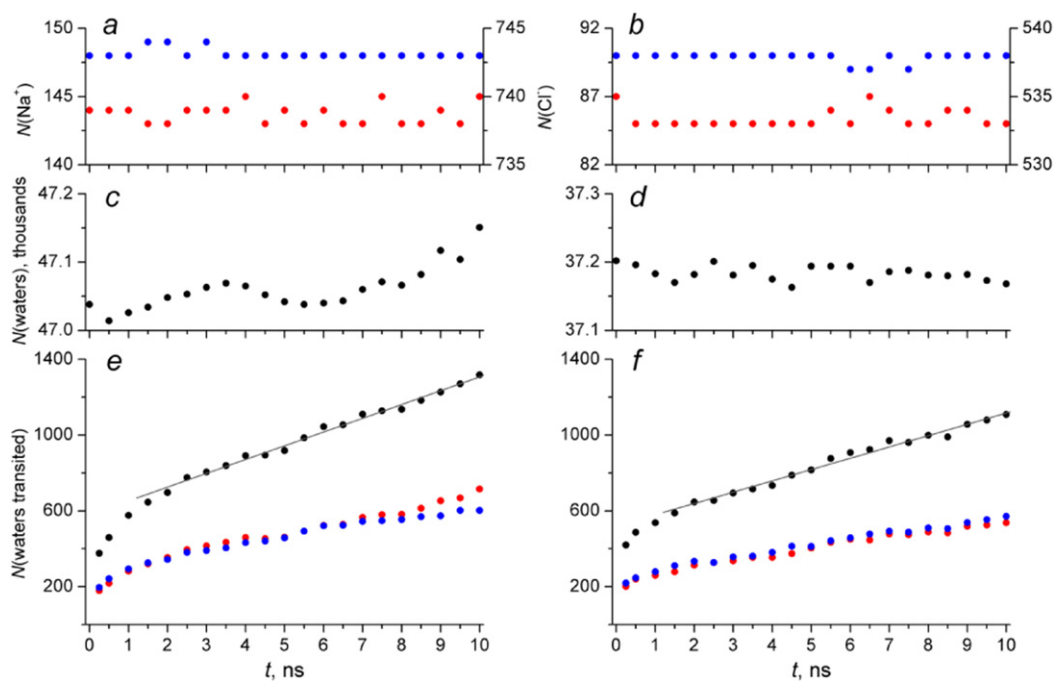 a
N(Na⁺)
150
145
140
745
740
735
b
N(Cl⁻)
92
87
82
540
535
530
c
N(waters), thousands
47.2
47.1
47.0
d
37.3
37.2
37.1
e
N(waters transited)
1400
1000
600
200
0 1 2 3 4 5 6 7 8 9 10
t, ns
f
1400
1000
600
200
0 1 2 3 4 5 6 7 8 9 10
t, ns